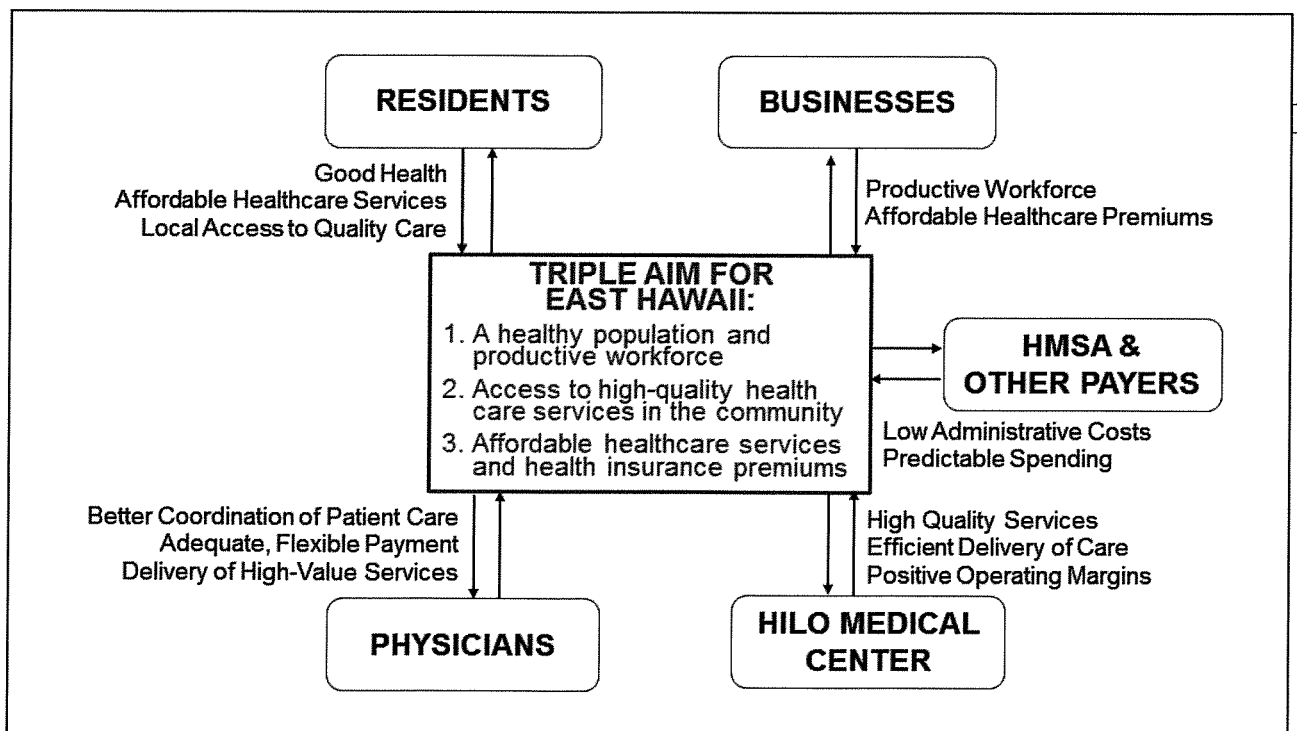 RESIDENTS
BUSINESSES
Good Health
Affordable Healthcare Services
Local Access to Quality Care
Productive Workforce
Affordable Healthcare Premiums
TRIPLE AIM FOR
EAST HAWAII:
1. A healthy population and
productive workforce
2. Access to high-quality health
care services in the community
3. Affordable healthcare services
and health insurance premiums
HMSA &
OTHER PAYERS
Low Administrative Costs
Predictable Spending
Better Coordination of Patient Care
Adequate, Flexible Payment
Delivery of High-Value Services
High Quality Services
Efficient Delivery of Care
Positive Operating Margins
PHYSICIANS
HILO MEDICAL
CENTER